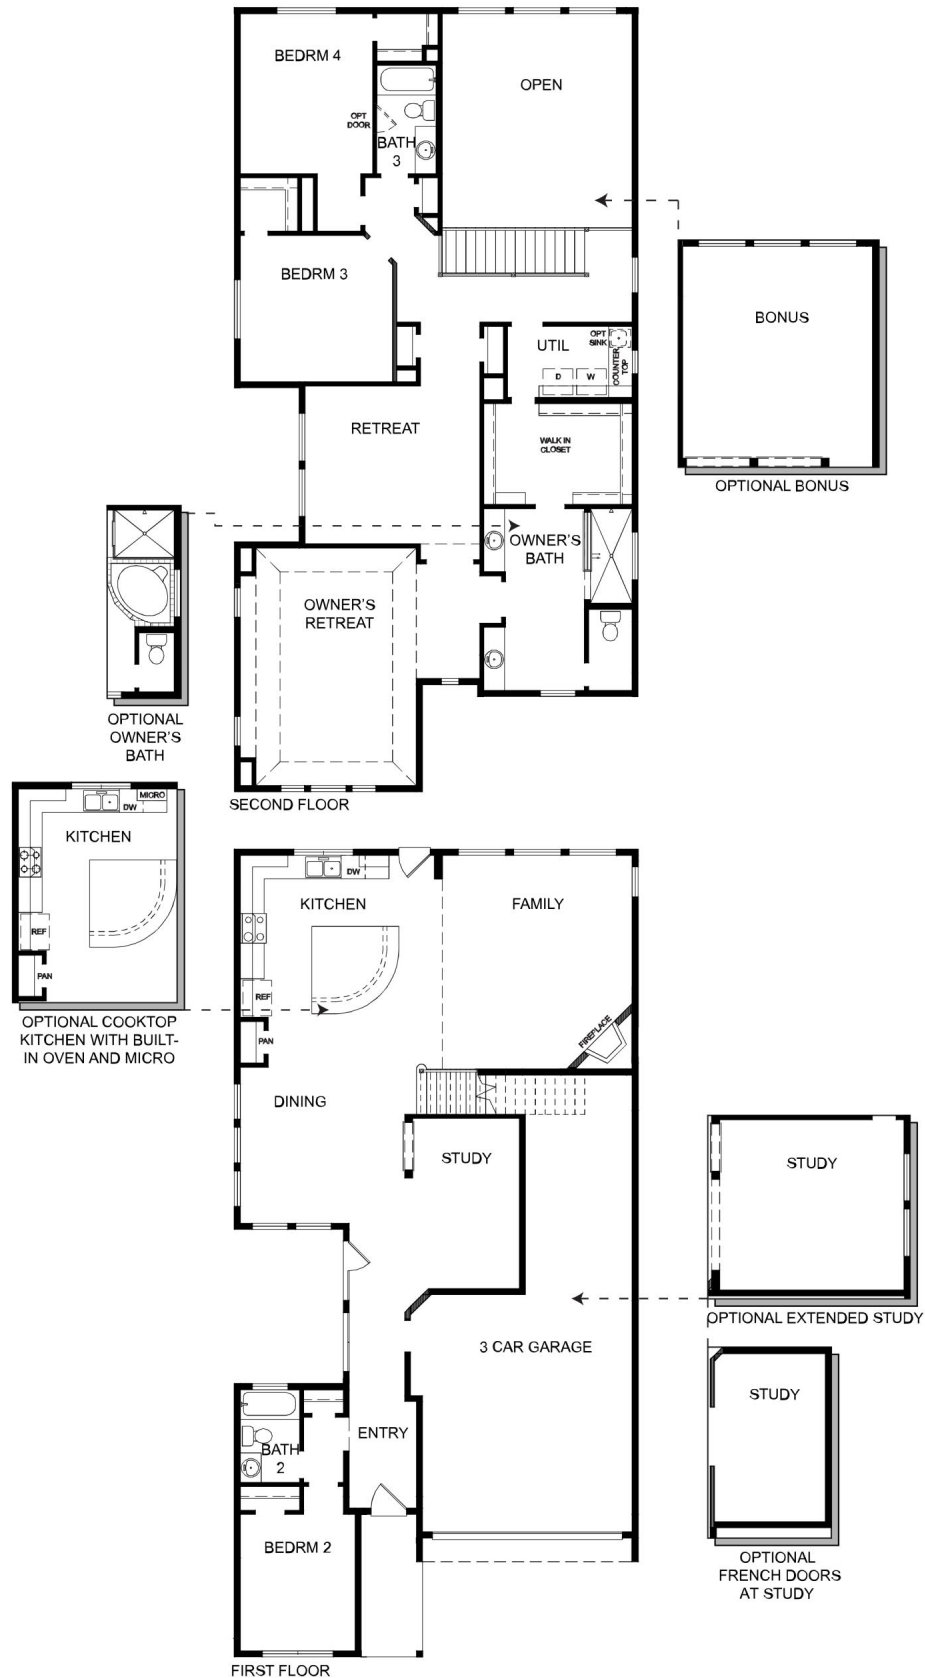 BEDRM 4
OPEN
OPT
DOOR
BATH
3
BEDRM 3
BONUS
OPT
SINK
UTIL
COUNTER
TOP
D
W
RETREAT
WALK IN
CLOSET
OPTIONAL BONUS
OWNER'S
BATH
OWNER'S
RETREAT
OPTIONAL
OWNER'S
BATH
SECOND FLOOR
MICRO
DW
KITCHEN
REF
PAN
OPTIONAL COOKTOP
KITCHEN WITH BUILT-
IN OVEN AND MICRO
DW
KITCHEN
FAMILY
REF
FIREPLACE
PAN
DINING
STUDY
STUDY
OPTIONAL EXTENDED STUDY
3 CAR GARAGE
STUDY
ENTRY
BATH
2
BEDRM 2
OPTIONAL
FRENCH DOORS
AT STUDY
FIRST FLOOR